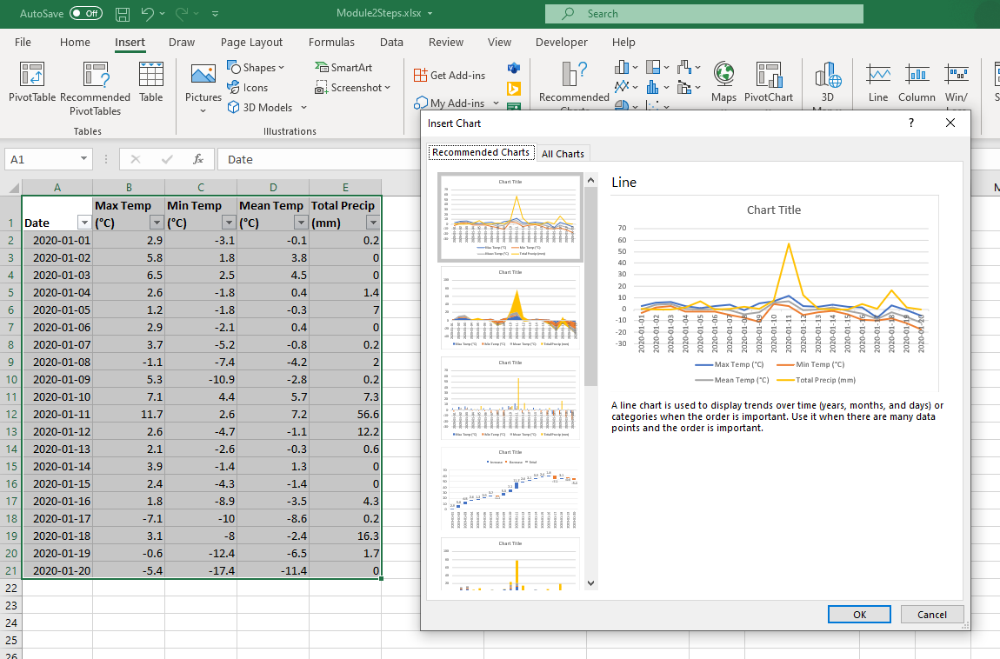 AutoSave Off Module2Steps.xlsx Search
File Home Insert Draw Page Layout Formulas Data Review View Developer Help
PivotTable Recommended PivotTables Table
Tables
Pictures Shapes Icons 3D Models SmartArt Screenshot
Illustrations
Get Add-ins
My Add-ins
Recommended
Maps PivotChart 3D
Line Column Win/
A1 fx Date
A B C D E
1 Date Max Temp (°C) Min Temp (°C) Mean Temp (°C) Total Precip (mm)
2 2020-01-01 2.9 -3.1 -0.1 0.2
3 2020-01-02 5.8 1.8 3.8 0
4 2020-01-03 6.5 2.5 4.5 0
5 2020-01-04 2.6 -1.8 0.4 1.4
6 2020-01-05 1.2 -1.8 -0.3 7
7 2020-01-06 2.9 -2.1 0.4 0
8 2020-01-07 3.7 -5.2 -0.8 0.2
9 2020-01-08 -1.1 -7.4 -4.2 2
10 2020-01-09 5.3 -10.9 -2.8 0.2
11 2020-01-10 7.1 4.4 5.7 7.3
12 2020-01-11 11.7 2.6 7.2 56.6
13 2020-01-12 2.6 -4.7 -1.1 12.2
14 2020-01-13 2.1 -2.6 -0.3 0.6
15 2020-01-14 3.9 -1.4 1.3 0
16 2020-01-15 2.4 -4.3 -1.4 0
17 2020-01-16 1.8 -8.9 -3.5 4.3
18 2020-01-17 -7.1 -10 -8.6 0.2
19 2020-01-18 3.1 -8 -2.4 16.3
20 2020-01-19 -0.6 -12.4 -6.5 1.7
21 2020-01-20 -5.4 -17.4 -11.4 0
22
23
24
25
26
Insert Chart ?
Recommended Charts All Charts
Chart Title
Chart Title
Chart Title
Chart Title
Chart Title
Line
Chart Title
70
60
50
40
30
20
10
0
-10
-20
-30
2020-01-01 2020-01-02 2020-01-03 2020-01-04 2020-01-05 2020-01-06 2020-01-07 2020-01-08 2020-01-09 2020-01-10 2020-01-11 2020-01-12 2020-01-13 2020-01-14 2020-01-15 2020-01-16 2020-01-17 2020-01-18 2020-01-19 2020-01-20
Max Temp (°C) Min Temp (°C)
Mean Temp (°C) Total Precip (mm)
A line chart is used to display trends over time (years, months, and days) or
categories when the order is important. Use it when there are many data
points and the order is important.
OK Cancel